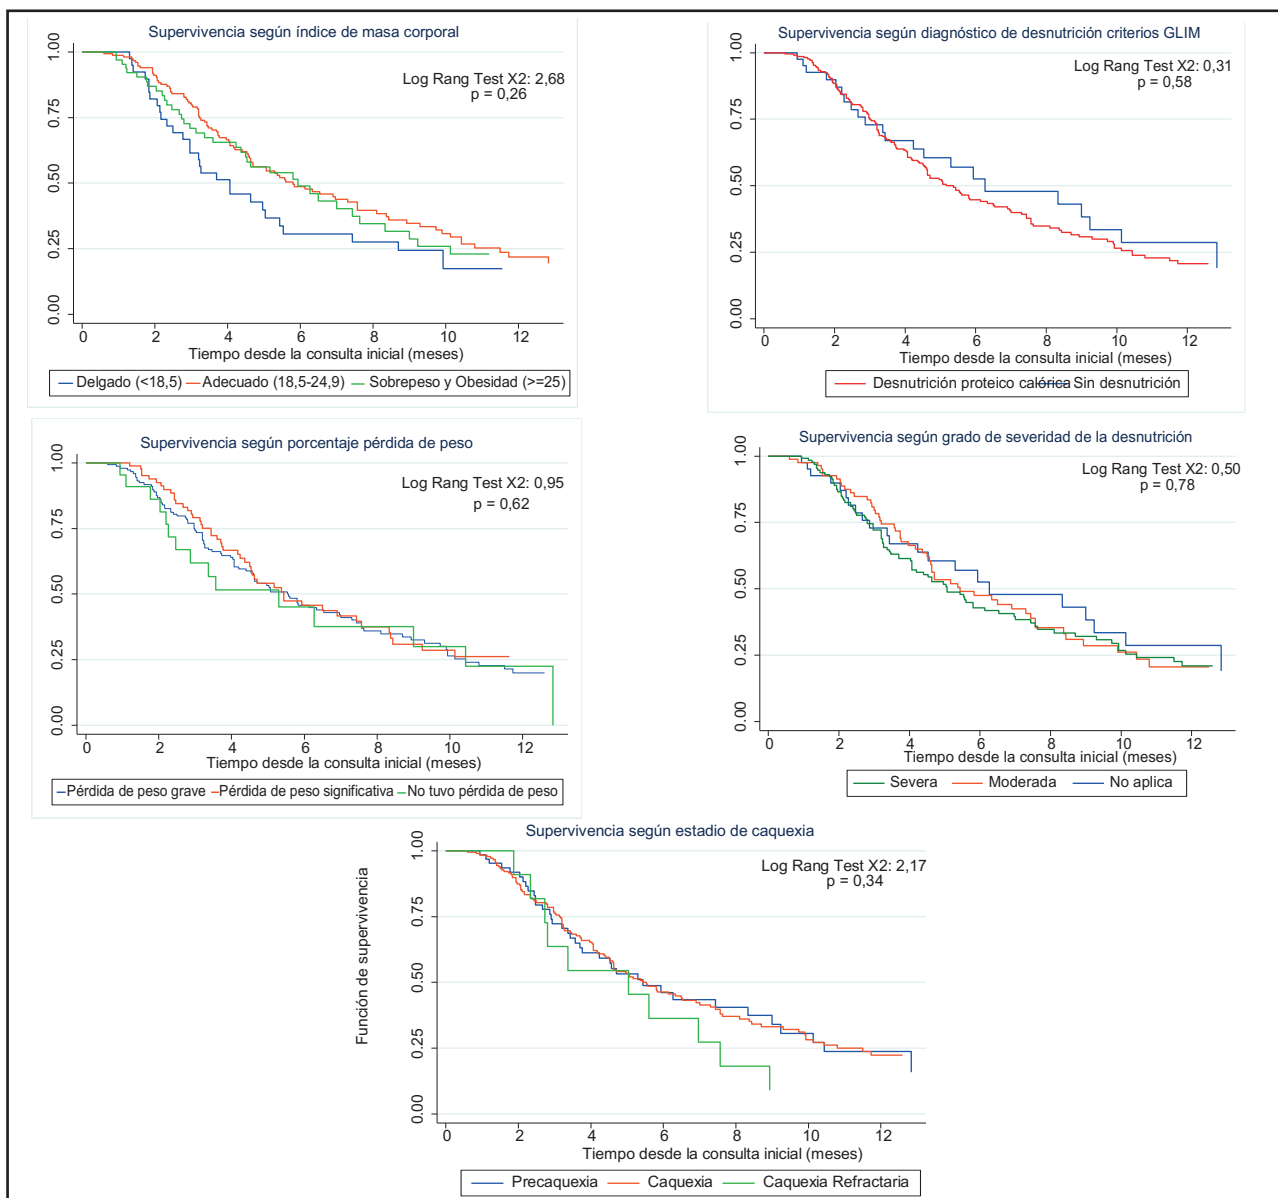 Supervivencia según índice de masa corporal
Log Rang Test X2: 2,68
p = 0,26
1.00
0.75
0.50
0.25
0.00
0 2 4 6 8 10 12
Tiempo desde la consulta inicial (meses)
Delgado (<18,5) Adecuado (18,5-24,9) Sobrepeso y Obesidad (>=25)
Supervivencia según diagnóstico de desnutrición criterios GLIM
Log Rang Test X2: 0,31
p = 0,58
1.00
0.75
0.50
0.25
0.00
0 2 4 6 8 10 12
Tiempo desde la consulta inicial (meses)
Desnutrición proteico calórica Sin desnutrición
Supervivencia según porcentaje pérdida de peso
Log Rang Test X2: 0,95
p = 0,62
1.00
0.75
0.50
0.25
0.00
0 2 4 6 8 10 12
Tiempo desde la consulta inicial (meses)
Pérdida de peso grave Pérdida de peso significativa No tuvo pérdida de peso
Supervivencia según grado de severidad de la desnutrición
Log Rang Test X2: 0,50
p = 0,78
1.00
0.75
0.50
0.25
0.00
0 2 4 6 8 10 12
Tiempo desde la consulta inicial (meses)
Severa Moderada No aplica
Supervivencia según estadio de caquexia
Log Rang Test X2: 2,17
p = 0,34
Función de supervivencia
1.00
0.75
0.50
0.25
0.00
0 2 4 6 8 10 12
Tiempo desde la consulta inicial (meses)
Precaquexia Caquexia Caquexia Refractaria